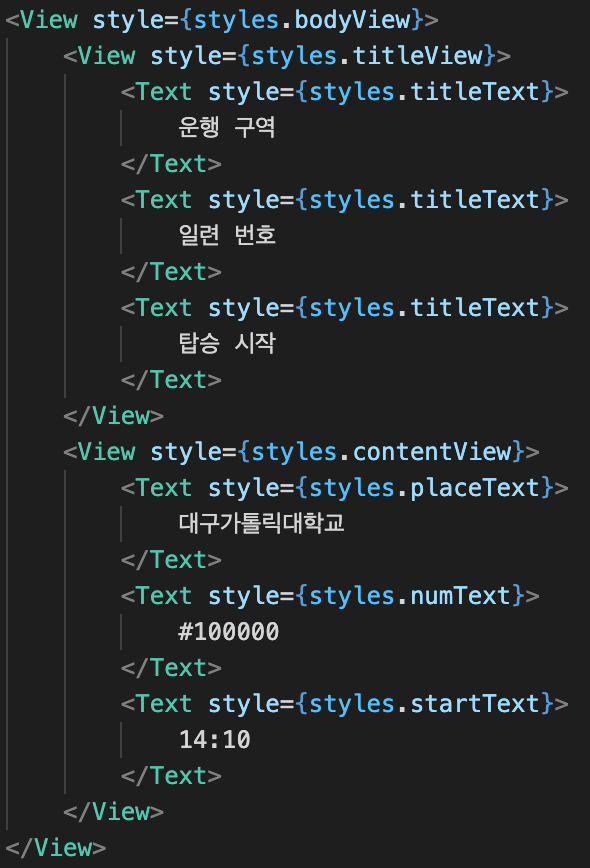 <View style={styles.bodyView}>
    <View style={styles.titleView}>
        <Text style={styles.titleText}>
            운행 구역
        </Text>
        <Text style={styles.titleText}>
            일련 번호
        </Text>
        <Text style={styles.titleText}>
            탑승 시작
        </Text>
    </View>
    <View style={styles.contentView}>
        <Text style={styles.placeText}>
            대구가톨릭대학교
        </Text>
        <Text style={styles.numText}>
            #100000
        </Text>
        <Text style={styles.startText}>
            14:10
        </Text>
    </View>
</View>